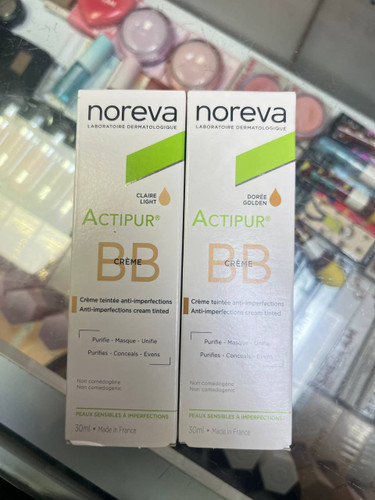 noreva
LABORATOIRE DERMATOLOGIQUE
CLAIRE
LIGHT
ACTIPUR®
BB
CRÈME
Crème teintée anti-imperfections
Anti-imperfections cream tinted
Purifie - Masque - Unifie
Purifies - Conceals - Evens
Non comédogène
Non comedogenic
PEAUX SENSIBLES À IMPERFECTIONS
30ml • Made in France
noreva
LABORATOIRE DERMATOLOGIQUE
DORÉE
GOLDEN
ACTIPUR®
BB
CRÈME
Crème teintée anti-imperfections
Anti-imperfections cream tinted
Purifie - Masque - Unifie
Purifies - Conceals - Evens
Non comédogène
Non comedogenic
PEAUX SENSIBLES À IMPERFECTIONS
30ml • Made in France